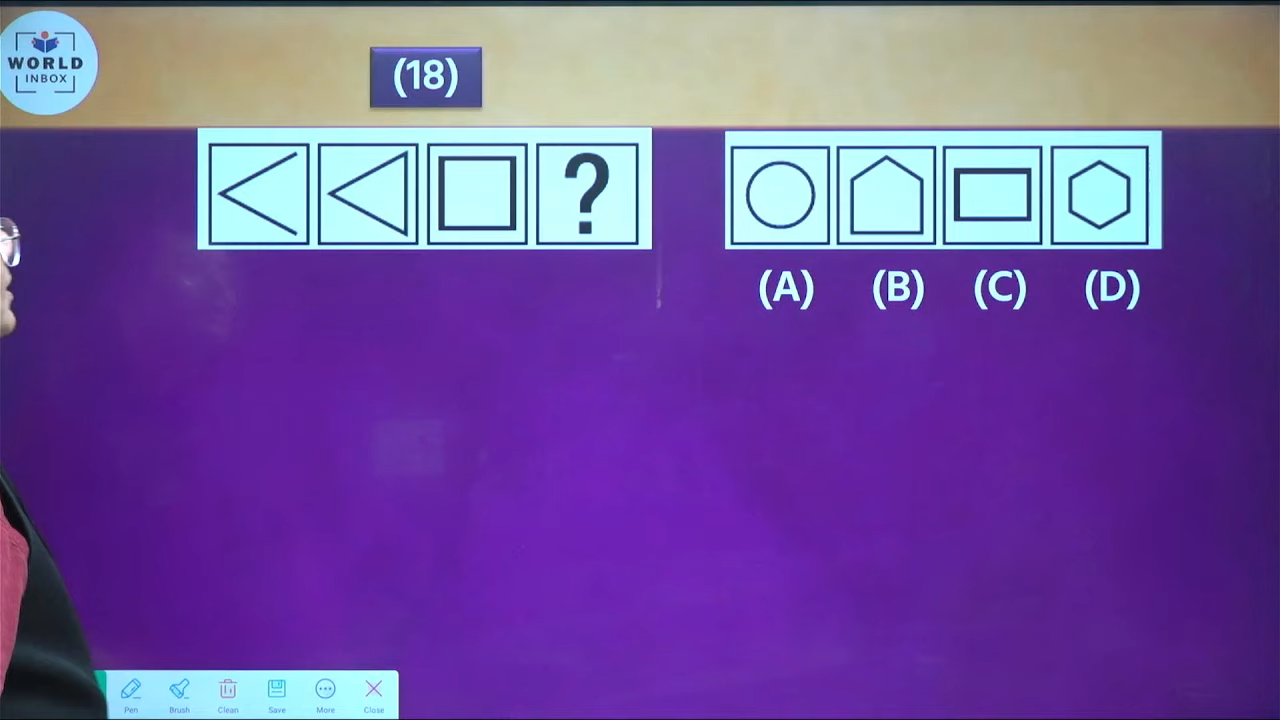 WORLD
INBOX
(18)
?
(A) (B) (C) (D)
Pen Brush Clean Save More Close